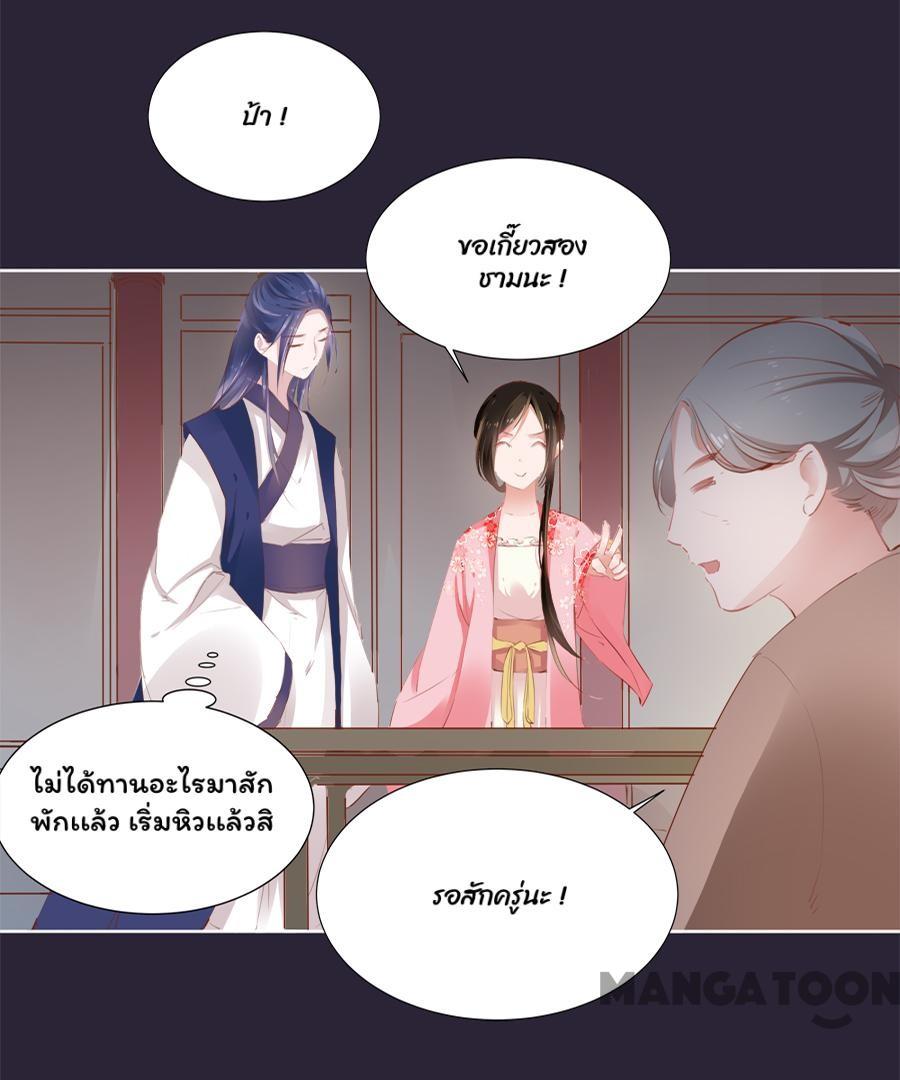 ป้า !
ขอเกี๊ยวสอง
ชามนะ !
ไม่ได้ทานอะไรมาสัก
พักแล้ว เริ่มหิวแล้วสิ
รอสักครู่นะ !
MANGATOON